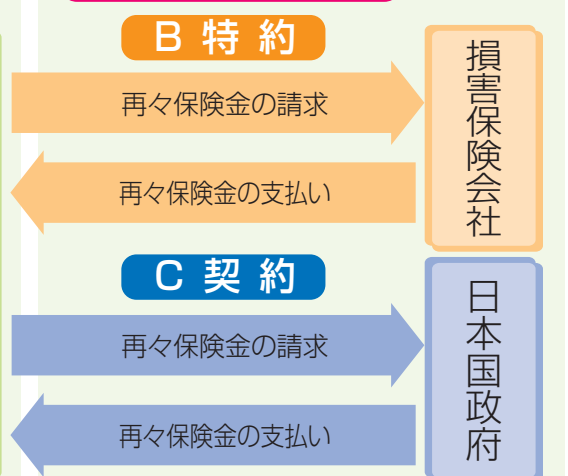 B 特 約
再々保険金の請求
再々保険金の支払い
損害保険会社
C 契 約
再々保険金の請求
再々保険金の支払い
日本国政府